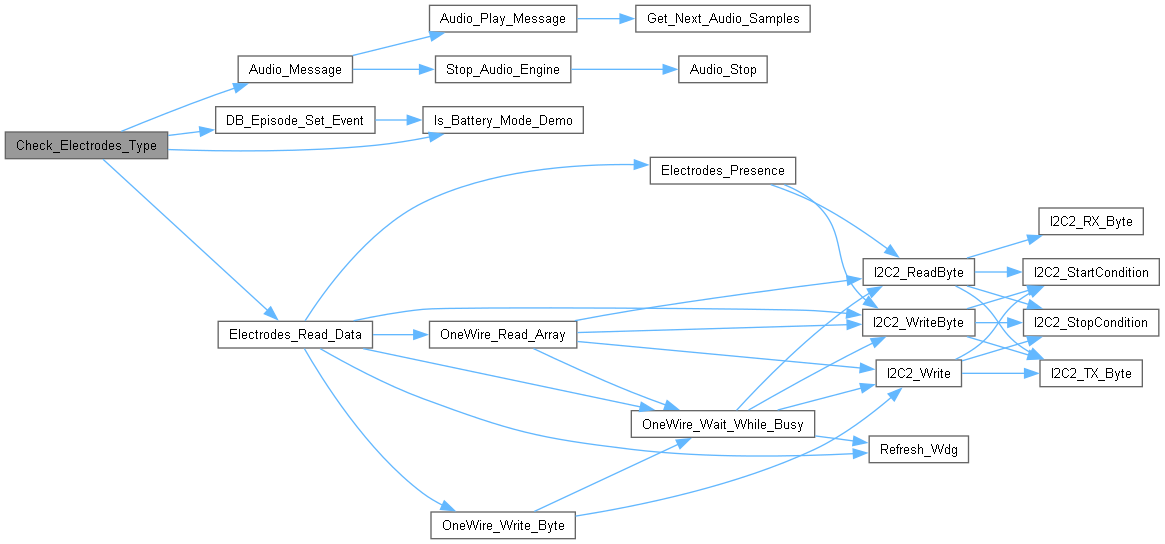 Audio_Play_Message
Get_Next_Audio_Samples
Audio_Message
Stop_Audio_Engine
Audio_Stop
DB_Episode_Set_Event
Is_Battery_Mode_Demo
Check_Electrodes_Type
Electrodes_Presence
I2C2_RX_Byte
I2C2_ReadByte
I2C2_StartCondition
Electrodes_Read_Data
OneWire_Read_Array
I2C2_WriteByte
I2C2_StopCondition
I2C2_Write
I2C2_TX_Byte
OneWire_Wait_While_Busy
Refresh_Wdg
OneWire_Write_Byte